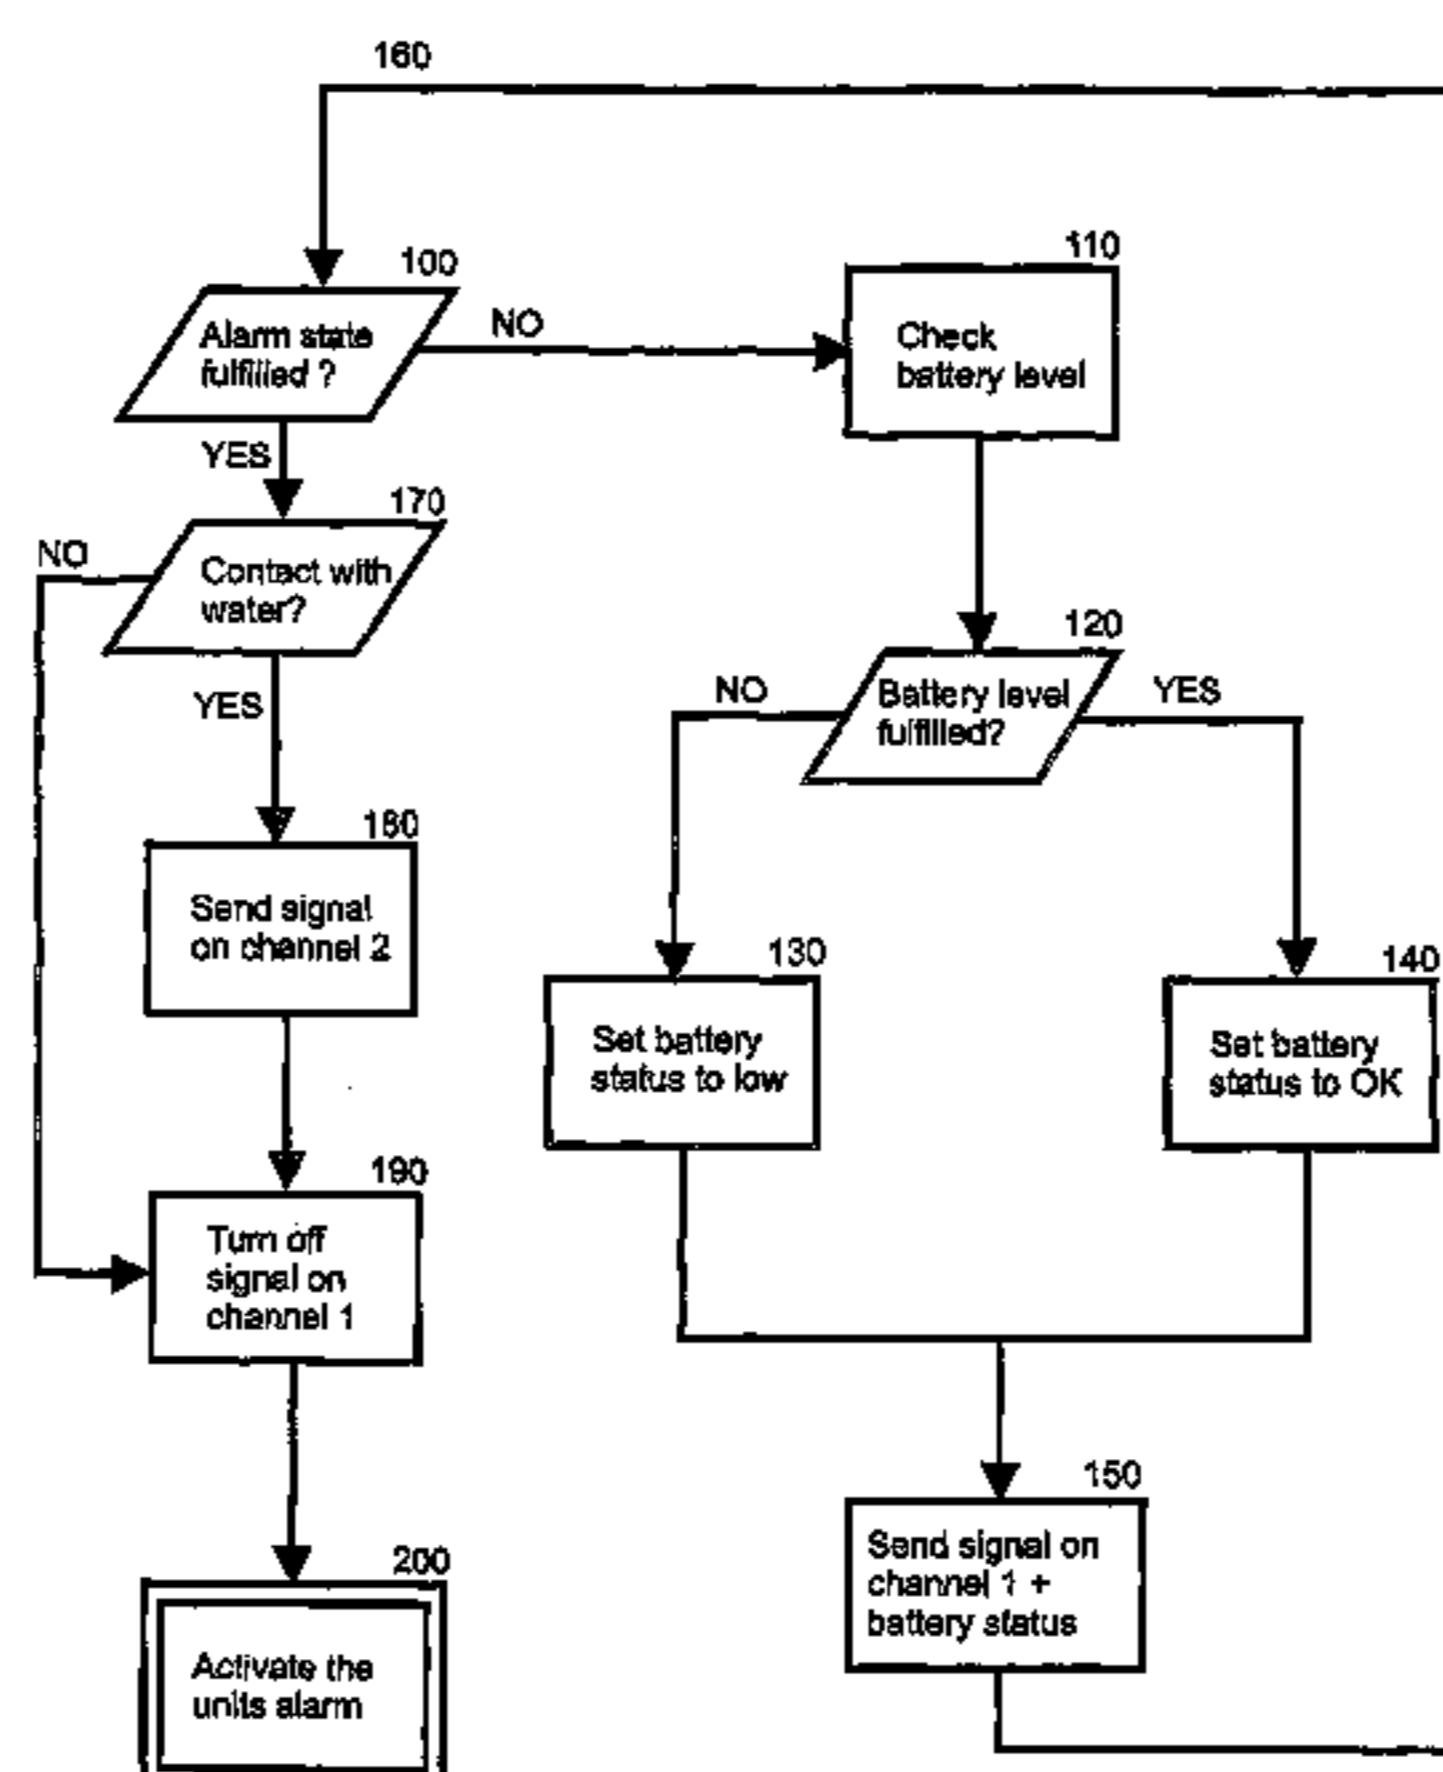 160
100
Alarm state
fulfilled ?
NO
110
Check
battery level
YES
170
NO
Contact with
water?
YES
120
NO
Battery level
fulfilled?
YES
180
Send signal
on channel 2
130
Set battery
status to low
140
Set battery
status to OK
190
Turn off
signal on
channel 1
150
Send signal on
channel 1 +
battery status
200
Activate the
units alarm